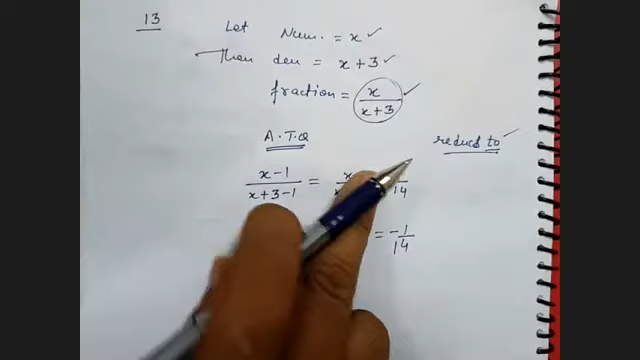 13
Let Num. = x ✓
Then den = x + 3 ✓
fraction = x/(x+3) ✓
A.T.Q
reduced to ✓
(x-1)/(x+3-1) = x
14
= -1/14